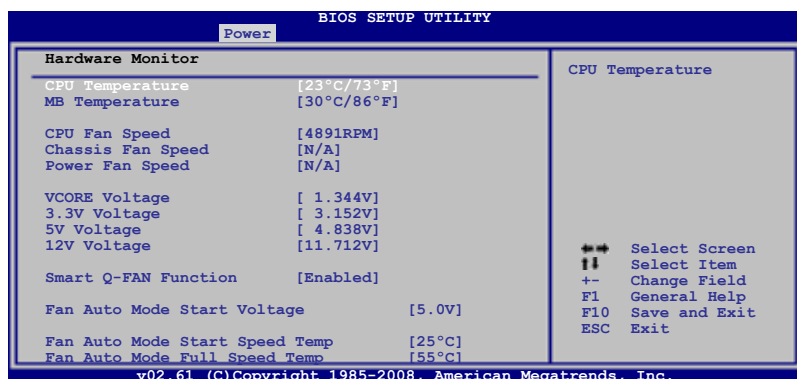 BIOS SETUP UTILITY
Power
Hardware Monitor
CPU Temperature [23°C/73°F]
MB Temperature [30°C/86°F]
CPU Fan Speed [4891RPM]
Chassis Fan Speed [N/A]
Power Fan Speed [N/A]
VCORE Voltage [ 1.344V]
3.3V Voltage [ 3.152V]
5V Voltage [ 4.838V]
12V Voltage [11.712V]
Smart Q-FAN Function [Enabled]
Fan Auto Mode Start Voltage [5.0V]
Fan Auto Mode Start Speed Temp [25°C]
Fan Auto Mode Full Speed Temp [55°C]
CPU Temperature
←→ Select Screen
↑↓ Select Item
+- Change Field
F1 General Help
F10 Save and Exit
ESC Exit
v02.61 (C)Copyright 1985-2008, American Megatrends, Inc.